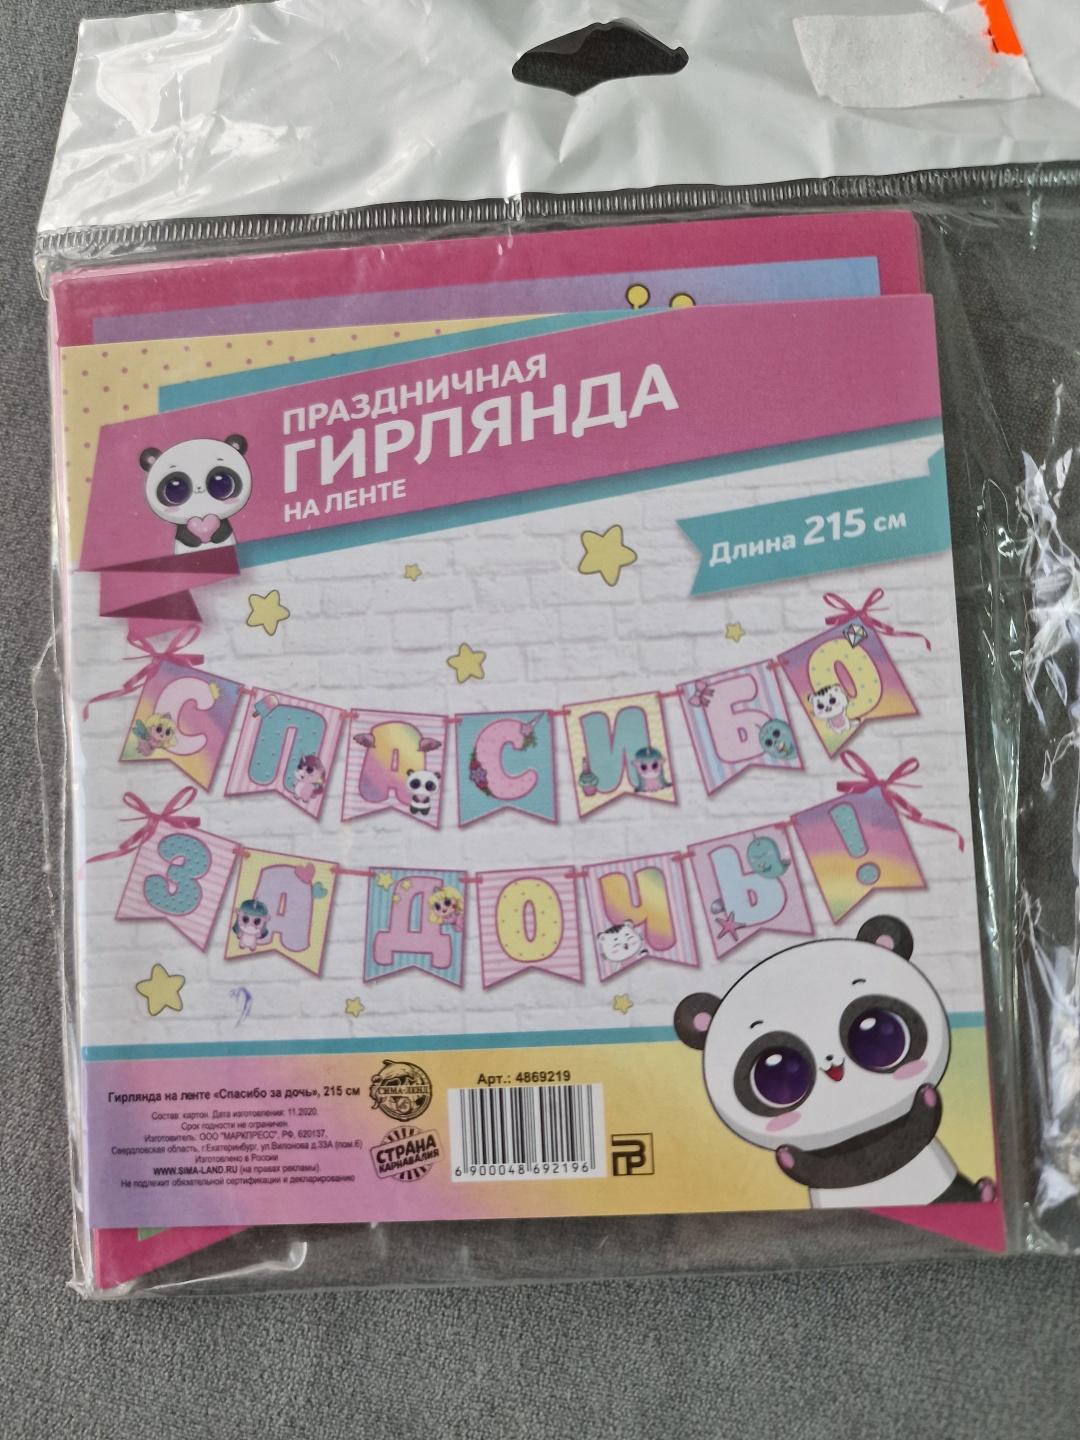 ПРАЗДНИЧНАЯ
ГИРЛЯНДА
НА ЛЕНТЕ
Длина 215 см
СПАСИБО
ЗА ДОЧЬ!
Гирлянда на ленте «Спасибо за дочь», 215 см
Состав: картон. Дата изготовления: 11.2020.
Срок годности не ограничен.
Изготовитель: ООО "МАРКПРЕСС", РФ, 620137,
Свердловская область, г.Екатеринбург, ул.Вилонова д.33А (пом.6)
Изготовлено в России
WWW.SIMA-LAND.RU (на правах рекламы).
Не подлежит обязательной сертификации и декларированию
СИМА-ЛЕНД
СТРАНА
КАРНАВАЛИЯ
Арт.: 4869219
6 900048 692196